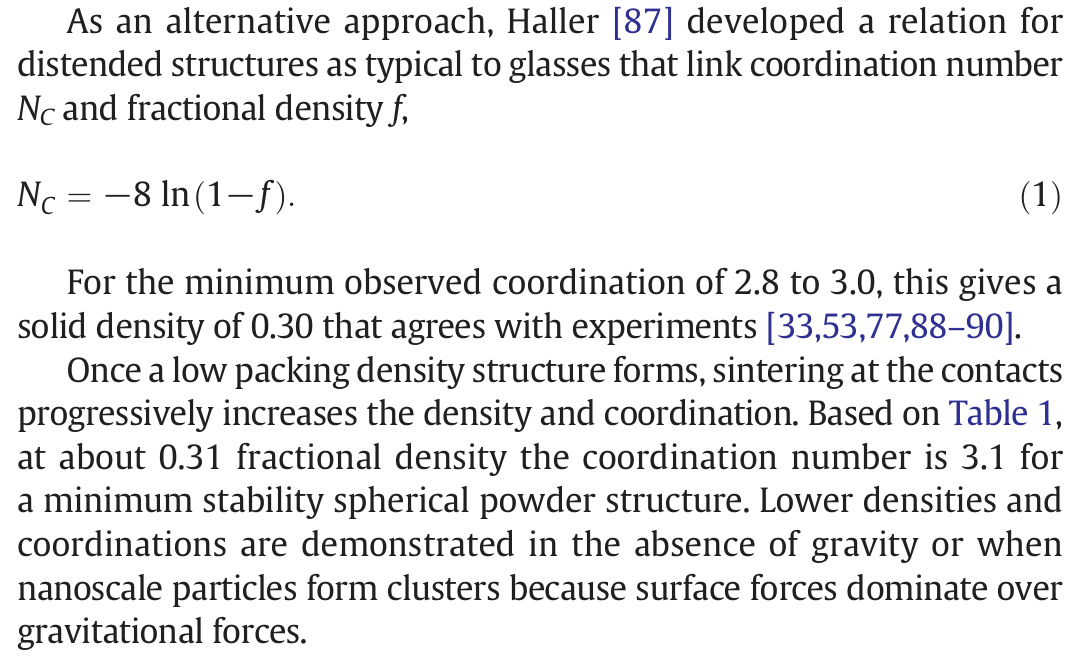 As an alternative approach, Haller [87] developed a relation for
distended structures as typical to glasses that link coordination number
N_C and fractional density f,
N_C = −8 ln(1−f). (1)
For the minimum observed coordination of 2.8 to 3.0, this gives a
solid density of 0.30 that agrees with experiments [33,53,77,88–90].
Once a low packing density structure forms, sintering at the contacts
progressively increases the density and coordination. Based on Table 1,
at about 0.31 fractional density the coordination number is 3.1 for
a minimum stability spherical powder structure. Lower densities and
coordinations are demonstrated in the absence of gravity or when
nanoscale particles form clusters because surface forces dominate over
gravitational forces.